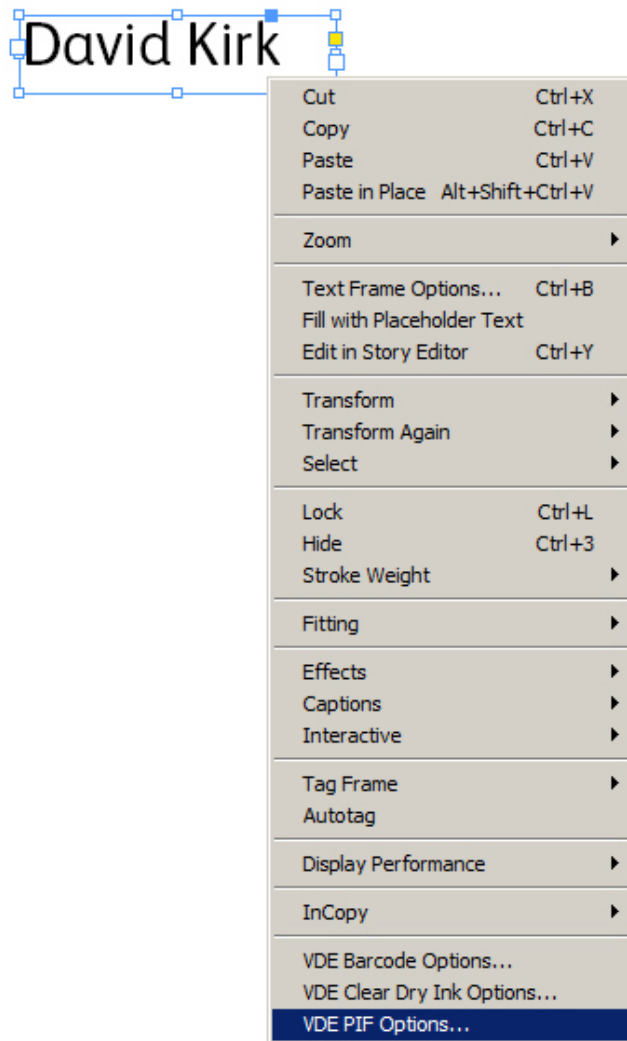 David Kirk
Cut Ctrl+X
Copy Ctrl+C
Paste Ctrl+V
Paste in Place Alt+Shift+Ctrl+V
Zoom
Text Frame Options... Ctrl+B
Fill with Placeholder Text
Edit in Story Editor Ctrl+Y
Transform
Transform Again
Select
Lock Ctrl+L
Hide Ctrl+3
Stroke Weight
Fitting
Effects
Captions
Interactive
Tag Frame
Autotag
Display Performance
InCopy
VDE Barcode Options...
VDE Clear Dry Ink Options...
VDE PIF Options...